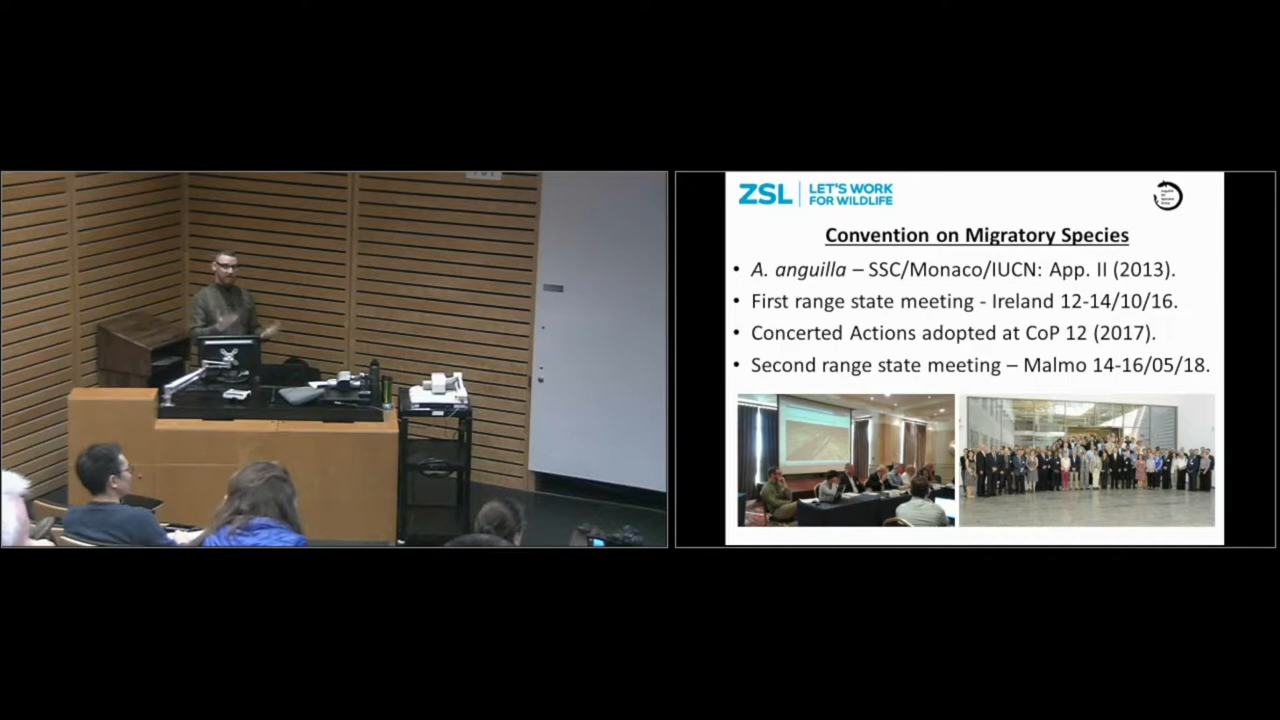 ZSL
LET'S WORK
FOR WILDLIFE
Convention on Migratory Species
• A. anguilla – SSC/Monaco/IUCN: App. II (2013).
• First range state meeting - Ireland 12-14/10/16.
• Concerted Actions adopted at CoP 12 (2017).
• Second range state meeting – Malmo 14-16/05/18.